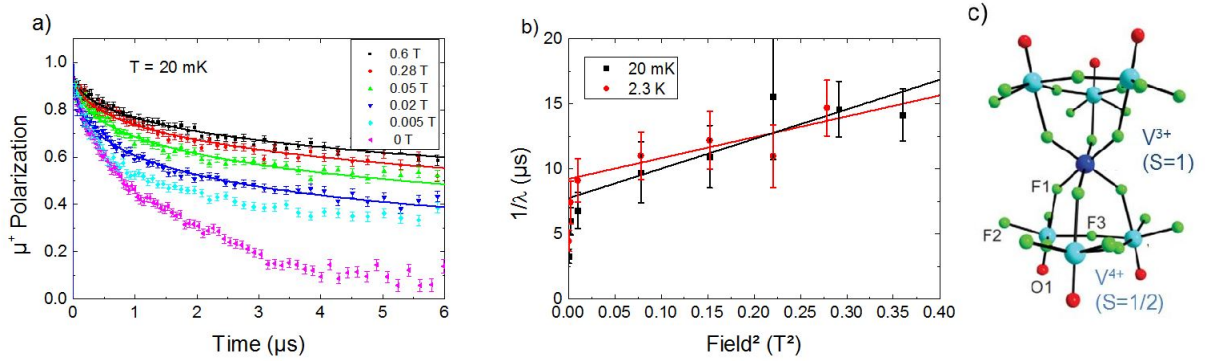 a)
T = 20 mK
0.6 T
0.28 T
0.05 T
0.02 T
0.005 T
0 T
1.0
0.8
0.6
0.4
0.2
0.0
μ⁺ Polarization
0 1 2 3 4 5 6
Time (μs)
b)
20 mK
2.3 K
20
15
10
5
0
1/λ (μs)
0.00 0.05 0.10 0.15 0.20 0.25 0.30 0.35 0.40
Field² (T²)
c)
V³⁺
(S=1)
F1
F3
F2
O1
V⁴⁺
(S=1/2)